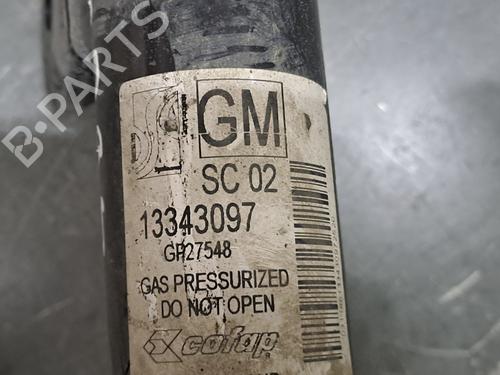 B-PARTS
GM
SC 02
13343097
GP27548
GAS PRESSURIZED
DO NOT OPEN
cofap